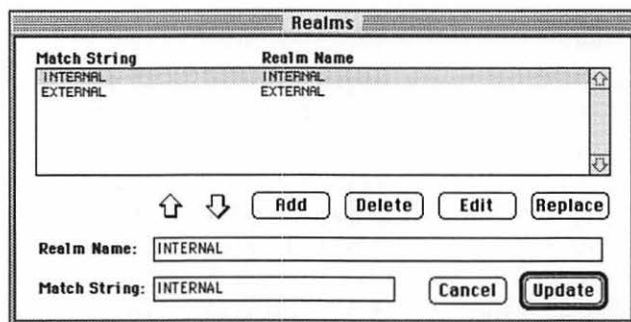 Realms
Match String Realm Name
INTERNAL INTERNAL
EXTERNAL EXTERNAL
Add Delete Edit Replace
Realm Name: INTERNAL
Match String: INTERNAL Cancel Update